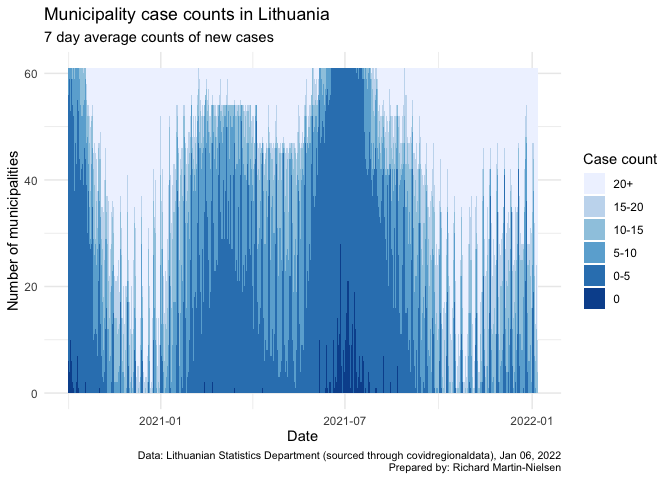 Municipality case counts in Lithuania
7 day average counts of new cases
Number of municipalities
60
40
20
0
2021-01
2021-07
2022-01
Date
Case count
20+
15-20
10-15
5-10
0-5
0
Data: Lithuanian Statistics Department (sourced through covidregionaldata), Jan 06, 2022
Prepared by: Richard Martin-Nielsen